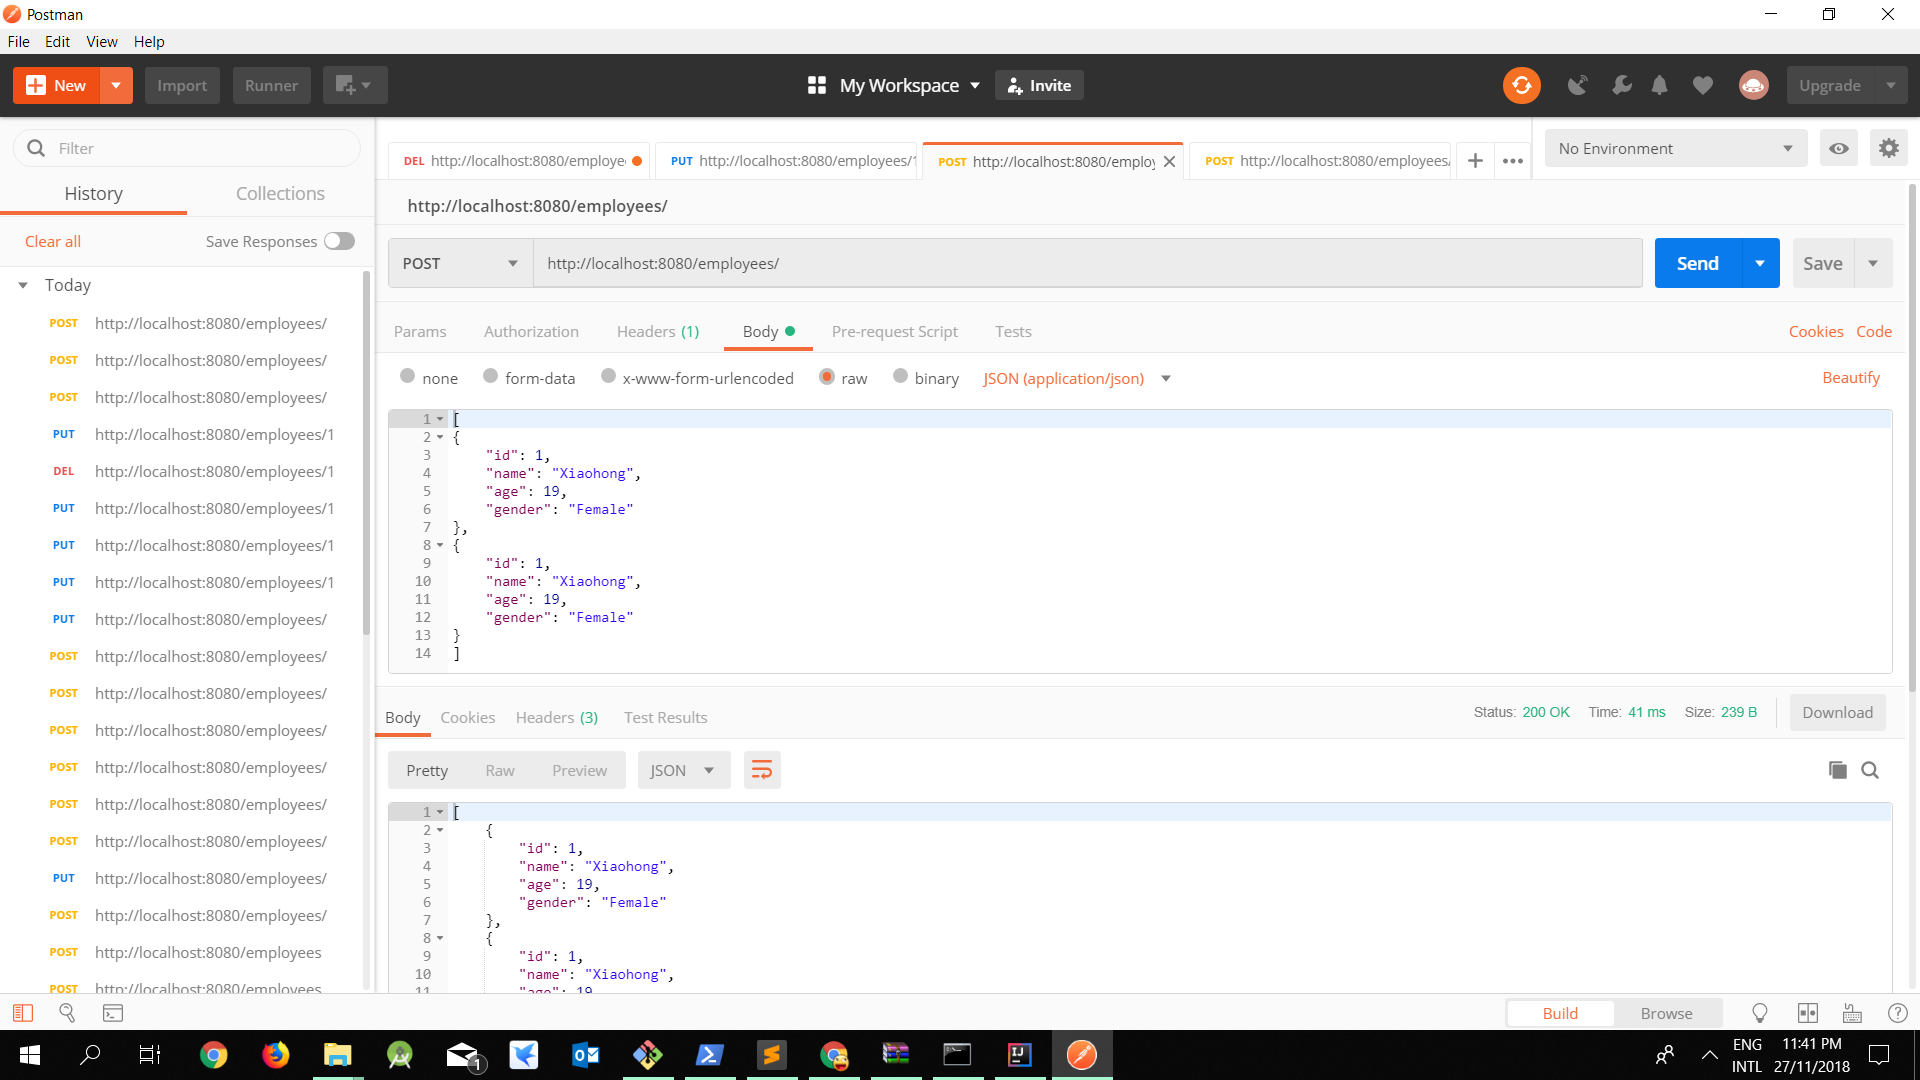 Postman
File Edit View Help
New Import Runner My Workspace Invite Upgrade
Filter
History Collections
Clear all Save Responses
Today
POST http://localhost:8080/employees/
POST http://localhost:8080/employees/
POST http://localhost:8080/employees/
PUT http://localhost:8080/employees/1
DEL http://localhost:8080/employees/1
PUT http://localhost:8080/employees/1
PUT http://localhost:8080/employees/1
PUT http://localhost:8080/employees/1
PUT http://localhost:8080/employees/
POST http://localhost:8080/employees/
POST http://localhost:8080/employees/
POST http://localhost:8080/employees/
POST http://localhost:8080/employees/
POST http://localhost:8080/employees/
POST http://localhost:8080/employees/
PUT http://localhost:8080/employees/
POST http://localhost:8080/employees/
POST http://localhost:8080/employees
POST http://localhost:8080/employees
DEL http://localhost:8080/employee PUT http://localhost:8080/employees/1 POST http://localhost:8080/employ POST http://localhost:8080/employees/ No Environment
http://localhost:8080/employees/
POST http://localhost:8080/employees/ Send Save
Params Authorization Headers (1) Body Pre-request Script Tests Cookies Code
none form-data x-www-form-urlencoded raw binary JSON (application/json) Beautify
1 [
2 {
3 "id": 1,
4 "name": "Xiaohong",
5 "age": 19,
6 "gender": "Female"
7 },
8 {
9 "id": 1,
10 "name": "Xiaohong",
11 "age": 19,
12 "gender": "Female"
13 }
14 ]
Body Cookies Headers (3) Test Results Status: 200 OK Time: 41 ms Size: 239 B Download
Pretty Raw Preview JSON
1 [
2 {
3 "id": 1,
4 "name": "Xiaohong",
5 "age": 19,
6 "gender": "Female"
7 },
8 {
9 "id": 1,
10 "name": "Xiaohong",
11 "age": 19
Build Browse
1
ENG 11:41 PM
INTL 27/11/2018